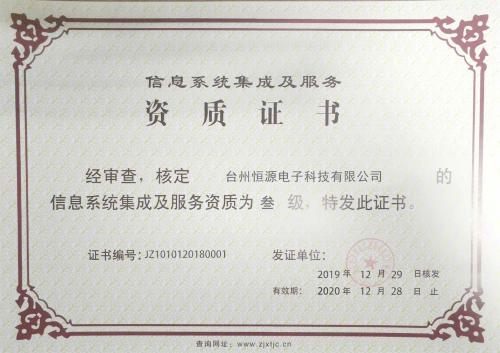 信息系统集成及服务
资质证书
经审查，核定 台州恒源电子科技有限公司 的
信息系统集成及服务资质为 叁 级，特发此证书。
证书编号：JZ1010120180001 发证单位：
2019 年 12 月 29 日核发
有效期： 2020 年 12 月 28 日 止
查询网址：www.zjxtjc.cn